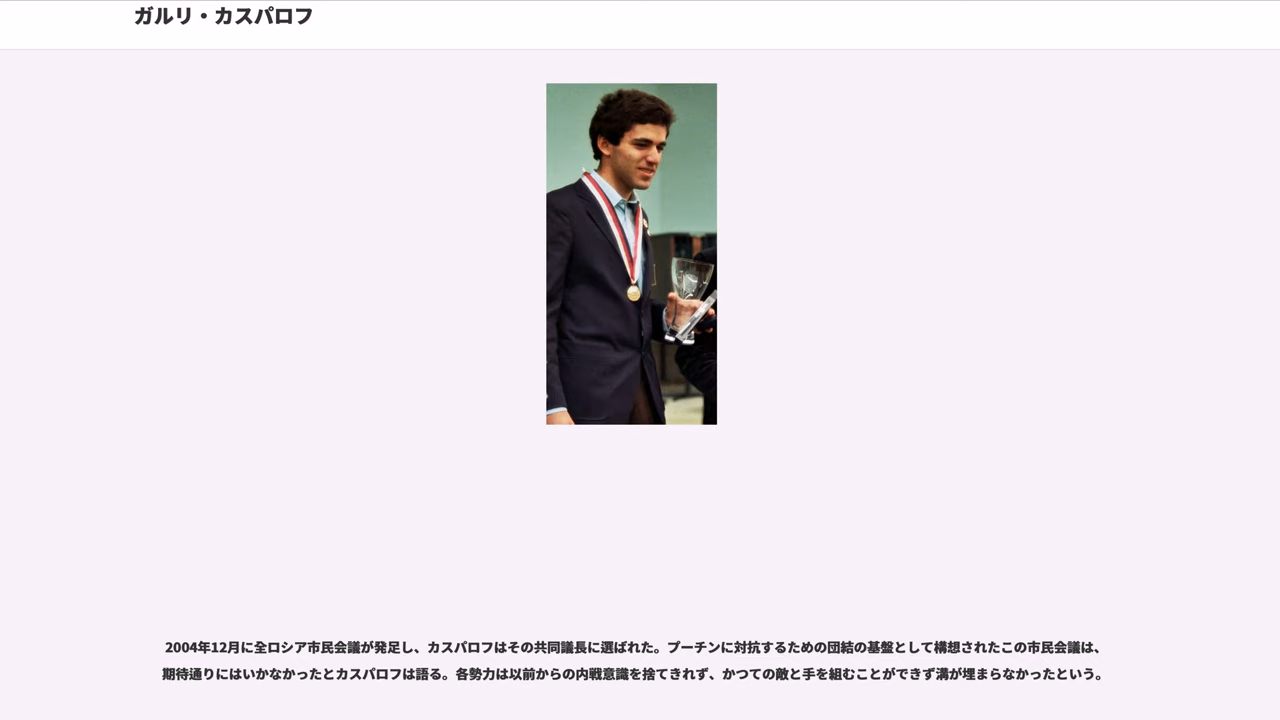 ガルリ・カスパロフ
2004年12月に全ロシア市民会議が発足し、カスパロフはその共同議長に選ばれた。プーチンに対抗するための団結の基盤として構想されたこの市民会議は、
期待通りにはいかなかったとカスパロフは語る。各勢力は以前からの内戦意識を捨てきれず、かつての敵と手を組むことができず溝が埋まらなかったという。